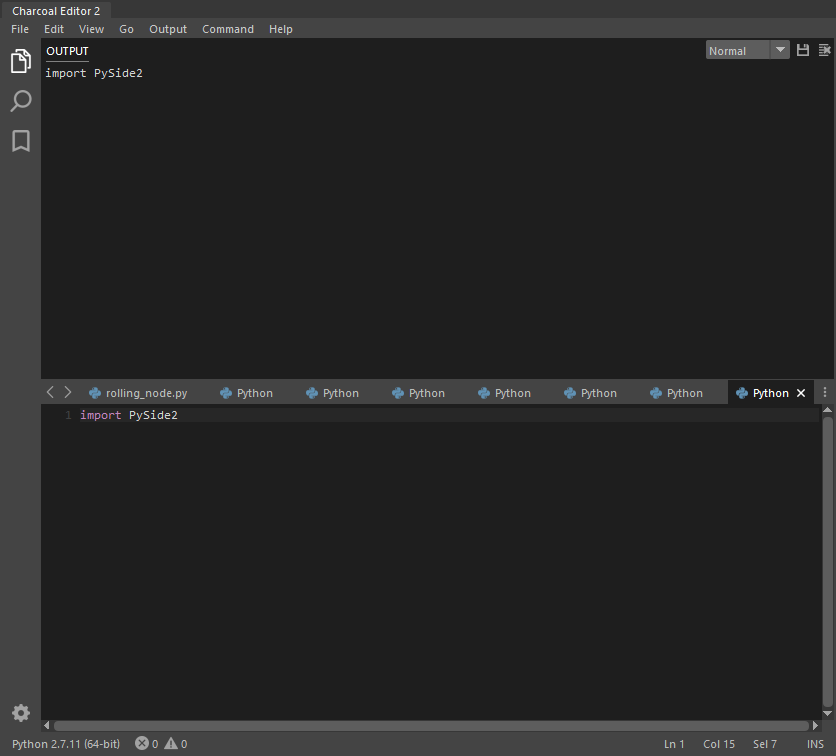 Charcoal Editor 2
File Edit View Go Output Command Help
OUTPUT Normal
import PySide2
rolling_node.py Python Python Python Python Python Python Python
1 import PySide2
Python 2.7.11 (64-bit) 0 0 Ln 1 Col 15 Sel 7 INS